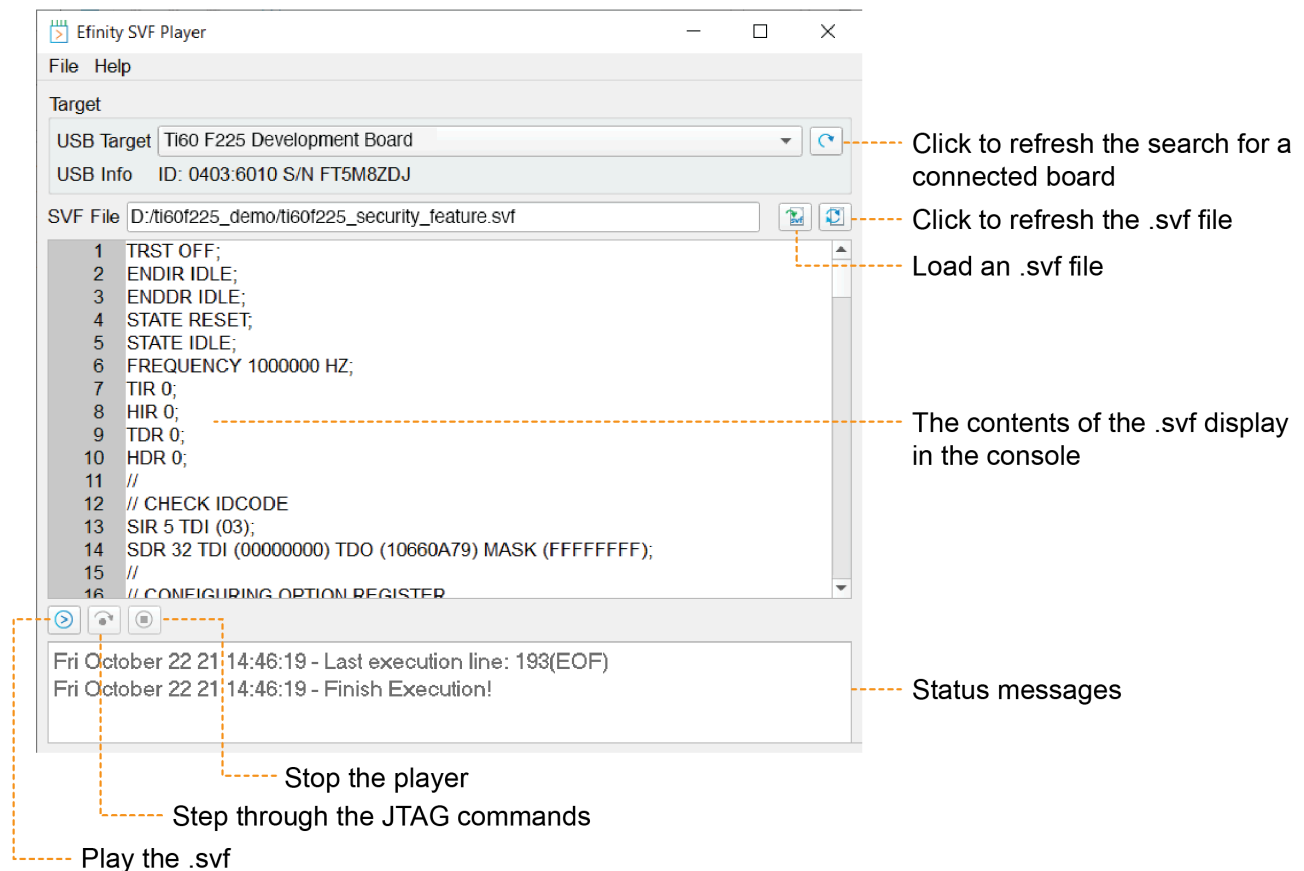 Efinity SVF Player
File Help
Target
USB Target Ti60 F225 Development Board
Click to refresh the search for a
connected board
USB Info ID: 0403:6010 S/N FT5M8ZDJ
SVF File D:/ti60f225_demo/ti60f225_security_feature.svf
Click to refresh the .svf file
Load an .svf file
1 TRST OFF;
2 ENDIR IDLE;
3 ENDDR IDLE;
4 STATE RESET;
5 STATE IDLE;
6 FREQUENCY 1000000 HZ;
7 TIR 0;
8 HIR 0;
9 TDR 0;
10 HDR 0;
11 //
12 // CHECK IDCODE
13 SIR 5 TDI (03);
14 SDR 32 TDI (00000000) TDO (10660A79) MASK (FFFFFFFF);
15 //
16 // CONFIGURING OPTION REGISTER
The contents of the .svf display
in the console
Fri October 22 21 14:46:19 - Last execution line: 193(EOF)
Fri October 22 21 14:46:19 - Finish Execution!
Status messages
Stop the player
Step through the JTAG commands
Play the .svf